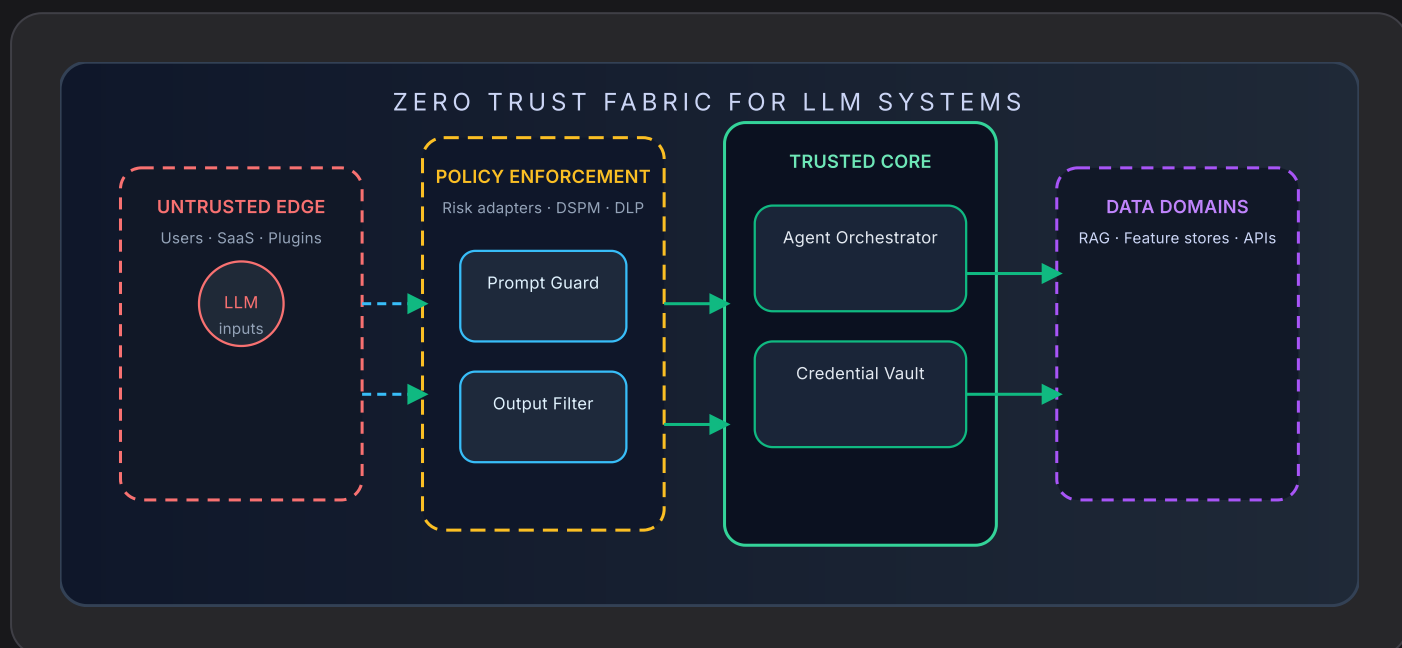 ZERO TRUST FABRIC FOR LLM SYSTEMS
UNTRUSTED EDGE
Users · SaaS · Plugins
LLM
inputs
POLICY ENFORCEMENT
Risk adapters · DSPM · DLP
Prompt Guard
Output Filter
TRUSTED CORE
Agent Orchestrator
Credential Vault
DATA DOMAINS
RAG · Feature stores · APIs